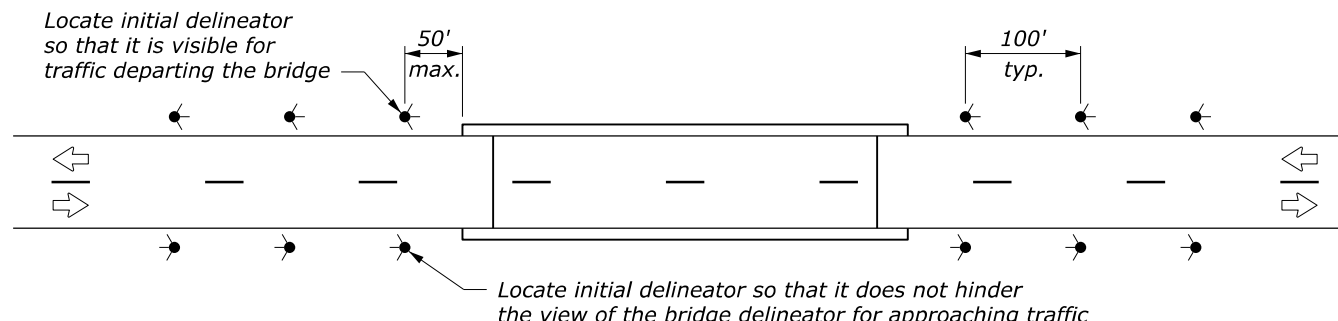 Locate initial delineator
so that it is visible for
traffic departing the bridge
50'
max.
100'
typ.
Locate initial delineator so that it does not hinder
the view of the bridge delineator for approaching traffic